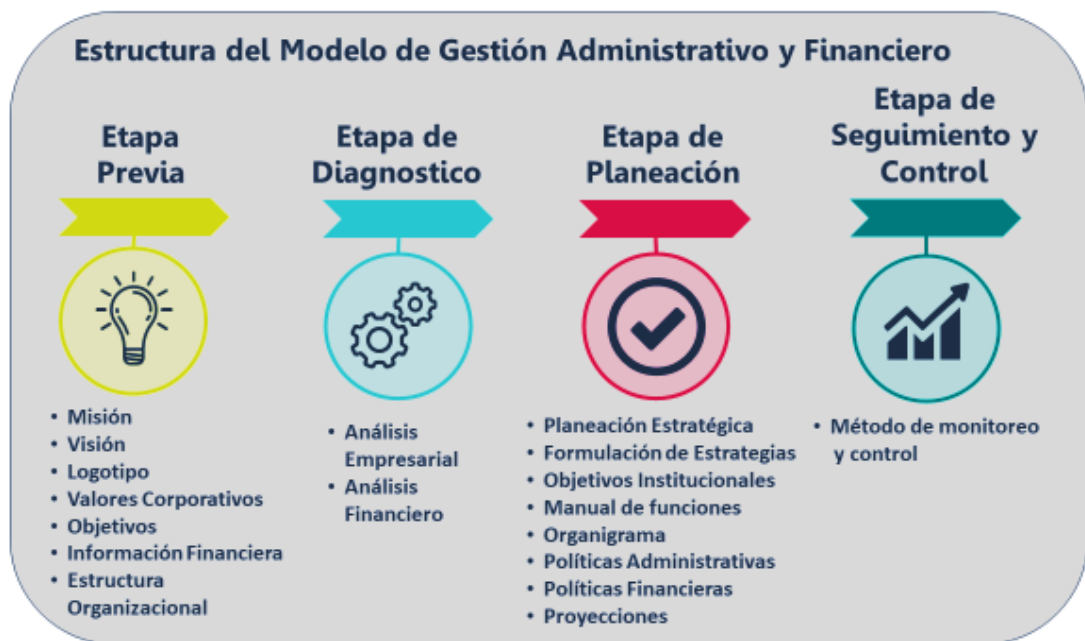 Estructura del Modelo de Gestión Administrativo y Financiero
Etapa
Previa
• Misión
• Visión
• Logotipo
• Valores Corporativos
• Objetivos
• Información Financiera
• Estructura
Organizacional
Etapa de
Diagnostico
• Análisis
Empresarial
• Análisis
Financiero
Etapa de
Planeación
• Planeación Estratégica
• Formulación de Estrategias
• Objetivos Institucionales
• Manual de funciones
• Organigrama
• Políticas Administrativas
• Políticas Financieras
• Proyecciones
Etapa de
Seguimiento y
Control
• Método de monitoreo
y control